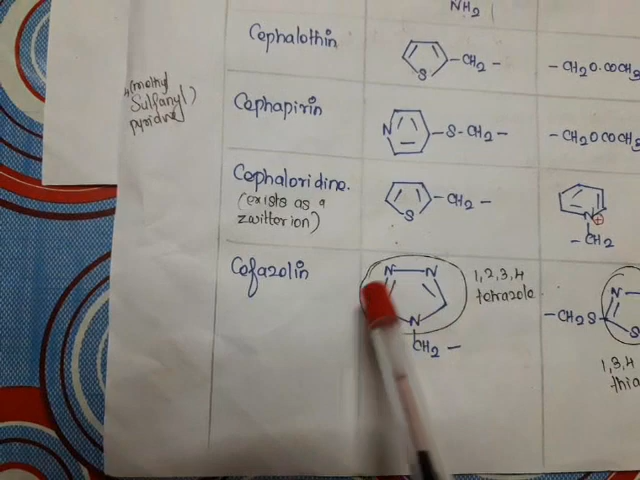 NH2
Cephalothin
S
-CH2-
-CH2O.COCH3
4(methyl
Sulfanyl)
pyridine
Cephapirin
N
-S-CH2-
-CH2OCOCH3
Cephaloridine.
(exists as a
zwitter ion)
S
-CH2-
N
+
-CH2
Cefazolin
N
N
N
CH2-
1,2,3,4
tetrazole
N
-CH2S-
S
1,3,4
thia